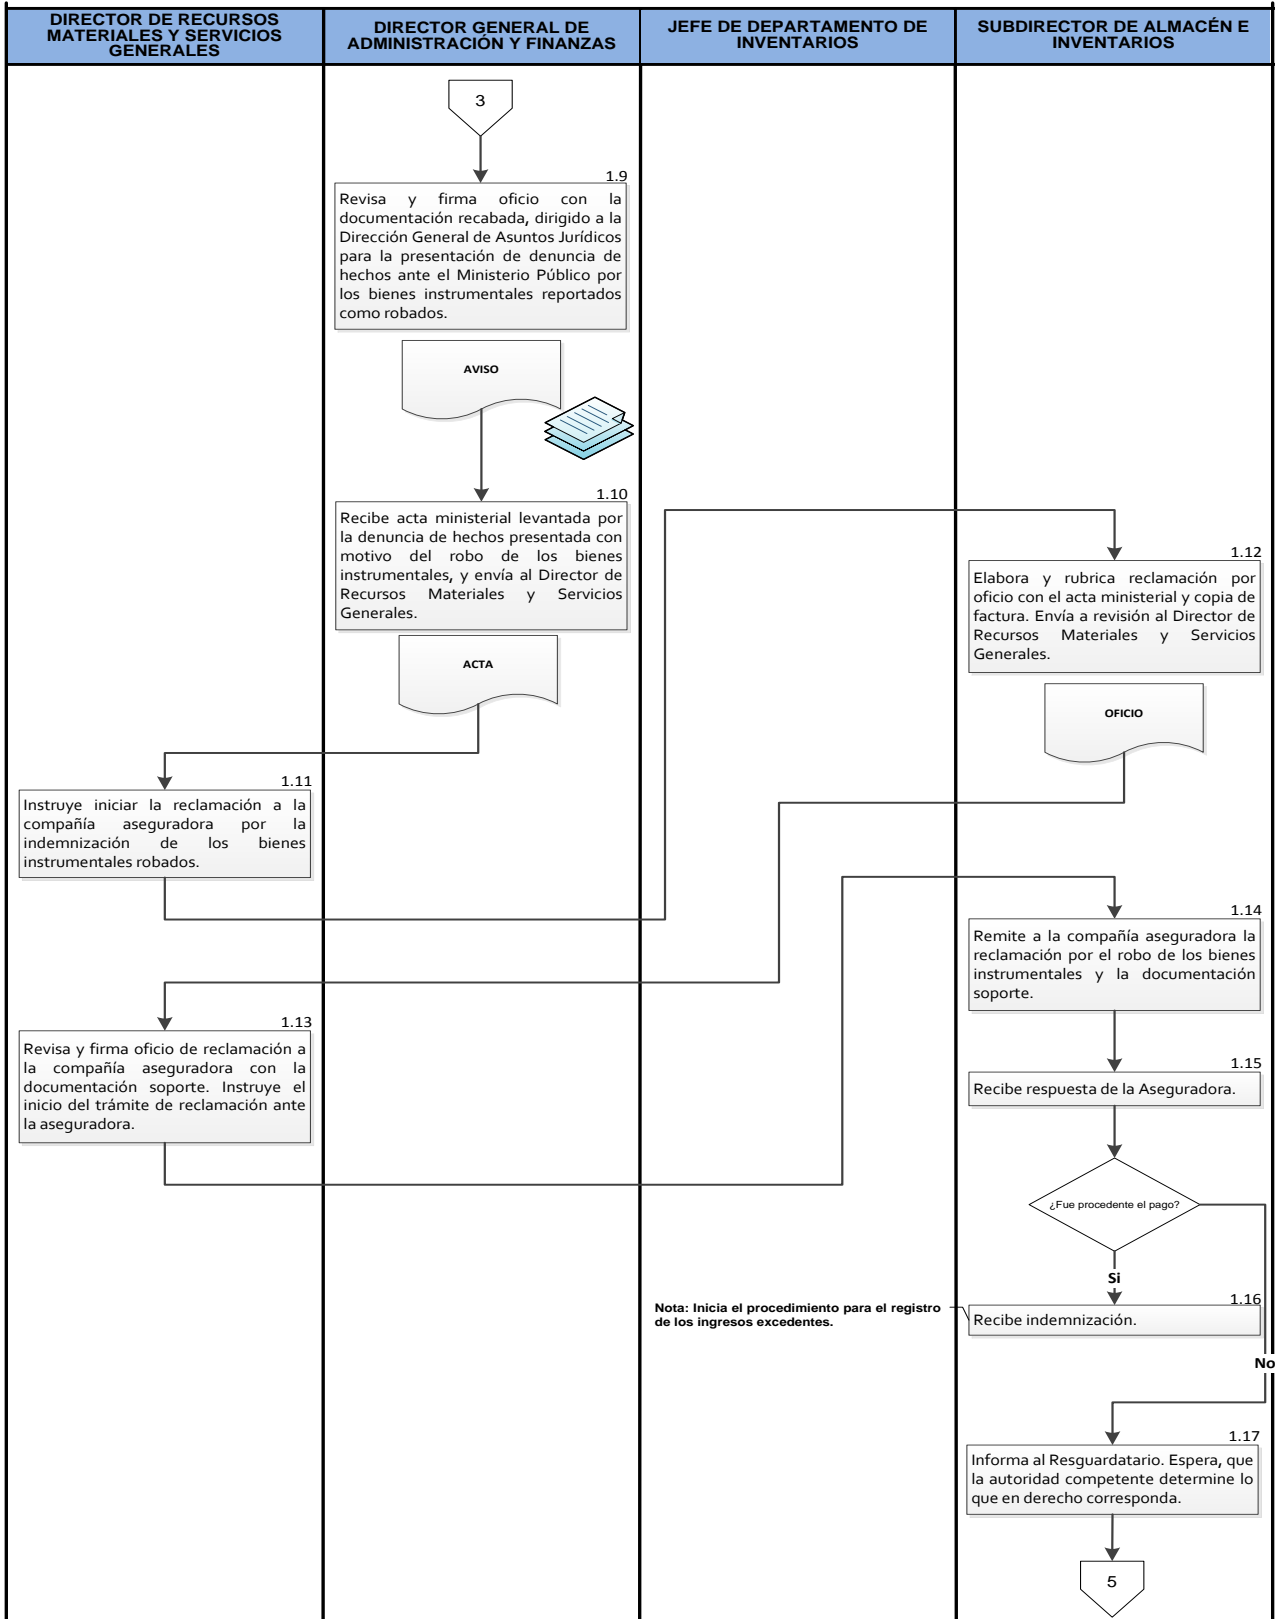 DIRECTOR DE RECURSOS
MATERIALES Y SERVICIOS
GENERALES
DIRECTOR GENERAL DE
ADMINISTRACIÓN Y FINANZAS
JEFE DE DEPARTAMENTO DE
INVENTARIOS
SUBDIRECTOR DE ALMACÉN E
INVENTARIOS
3
1.9
Revisa y firma oficio con la
documentación recabada, dirigido a la
Dirección General de Asuntos Jurídicos
para la presentación de denuncia de
hechos ante el Ministerio Público por
los bienes instrumentales reportados
como robados.
AVISO
1.10
Recibe acta ministerial levantada por
la denuncia de hechos presentada con
motivo del robo de los bienes
instrumentales, y envía al Director de
Recursos Materiales y Servicios
Generales.
ACTA
1.11
Instruye iniciar la reclamación a la
compañía aseguradora por la
indemnización de los bienes
instrumentales robados.
1.12
Elabora y rubrica reclamación por
oficio con el acta ministerial y copia de
factura. Envía a revisión al Director de
Recursos Materiales y Servicios
Generales.
OFICIO
1.13
Revisa y firma oficio de reclamación a
la compañía aseguradora con la
documentación soporte. Instruye el
inicio del trámite de reclamación ante
la aseguradora.
1.14
Remite a la compañía aseguradora la
reclamación por el robo de los bienes
instrumentales y la documentación
soporte.
1.15
Recibe respuesta de la Aseguradora.
¿Fue procedente el pago?
Si
1.16
Recibe indemnización.
Nota: Inicia el procedimiento para el registro
de los ingresos excedentes.
No
1.17
Informa al Resguardatario. Espera, que
la autoridad competente determine lo
que en derecho corresponda.
5